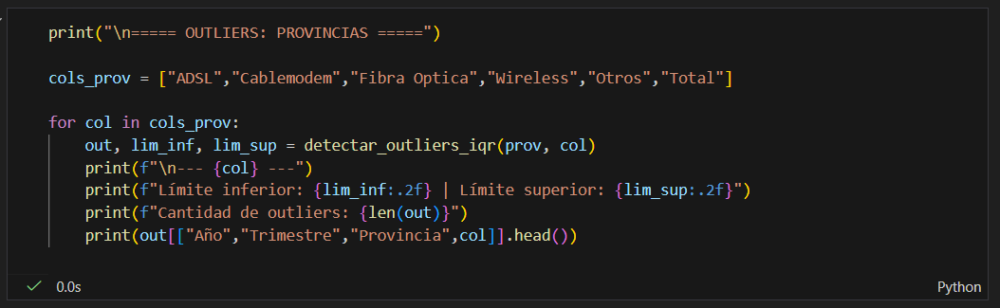 print("\n===== OUTLIERS: PROVINCIAS =====")
cols_prov = ["ADSL","Cablemodem","Fibra Optica","Wireless","Otros","Total"]
for col in cols_prov:
    out, lim_inf, lim_sup = detectar_outliers_iqr(prov, col)
    print(f"\n--- {col} ---")
    print(f"Límite inferior: {lim_inf:.2f} | Límite superior: {lim_sup:.2f}")
    print(f"Cantidad de outliers: {len(out)}")
    print(out[["Año","Trimestre","Provincia",col]].head())
0.0s
Python